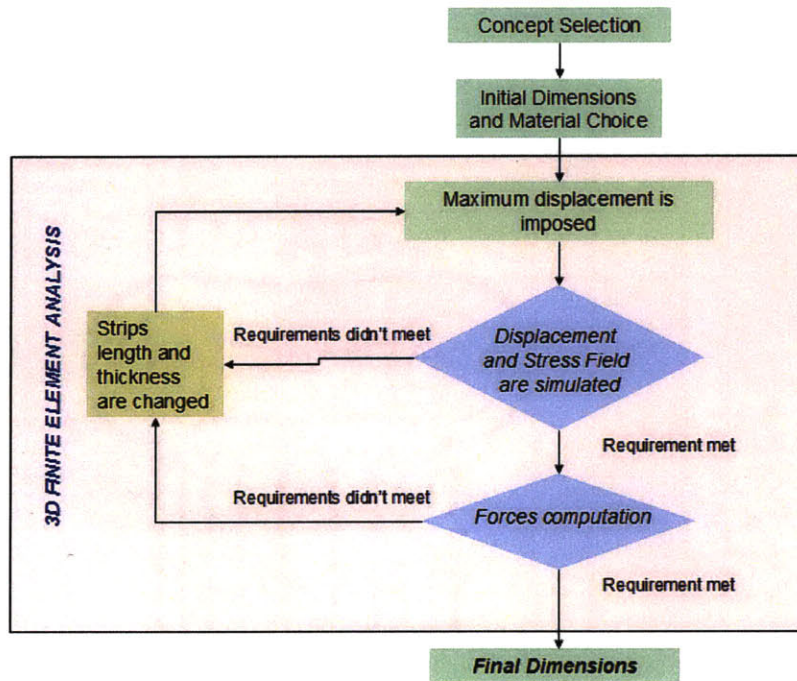 Concept Selection
Initial Dimensions
and Material Choice
3D FINITE ELEMENT ANALYSIS
Maximum displacement is
imposed
Strips
length and
thickness
are changed
Requirements didn't meet
Displacement
and Stress Field
are simulated
Requirement met
Requirements didn't meet
Forces computation
Requirement met
Final Dimensions